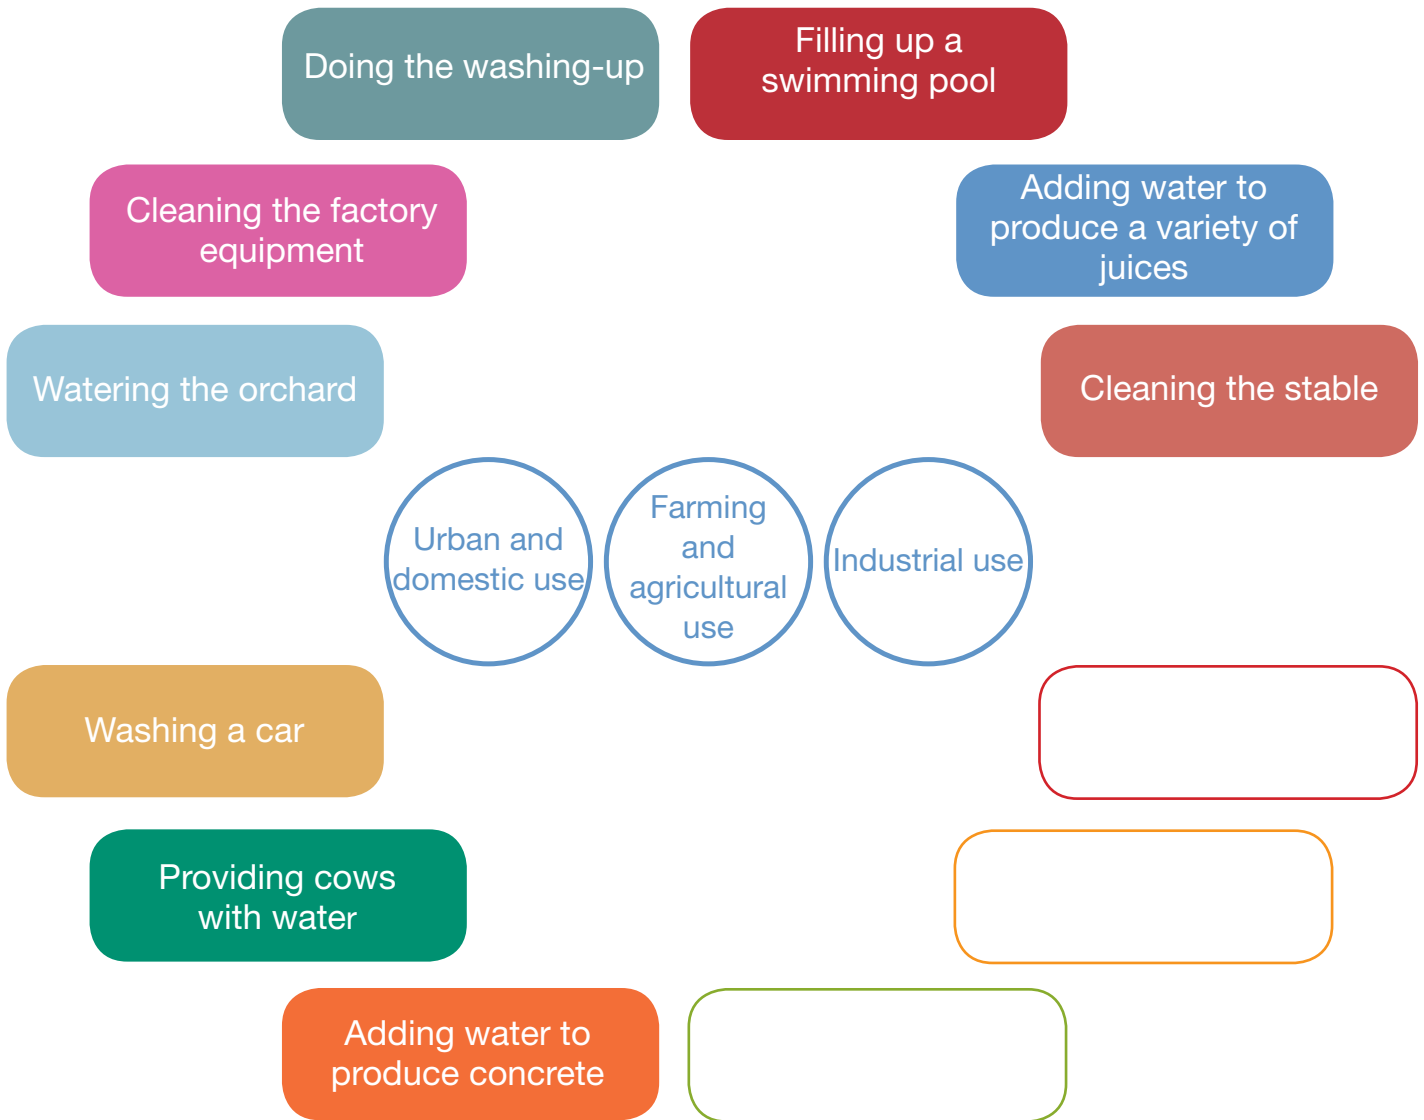 Doing the washing-up
Filling up a
swimming pool
Cleaning the factory
equipment
Adding water to
produce a variety of
juices
Watering the orchard
Cleaning the stable
Urban and
domestic use
Farming
and
agricultural
use
Industrial use
Washing a car
Providing cows
with water
Adding water to
produce concrete